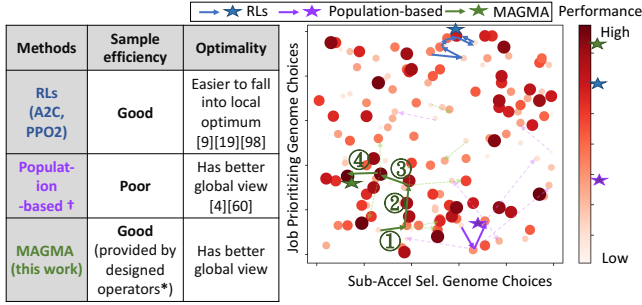 RLs Population-based MAGMA Performance
Methods Sample efficiency Optimality
RLs
(A2C,
PPO2)
Good
Easier to fall
into local
optimum
[9][19][98]
Populat-
ion
-based †
Poor
Has better
global view
[4][60]
MAGMA
(this work)
Good
(provided by
designed
operators*)
Has better
global view
Job Prioritizing Genome Choices
④
③
②
①
Sub-Accel Sel. Genome Choices
High
Low